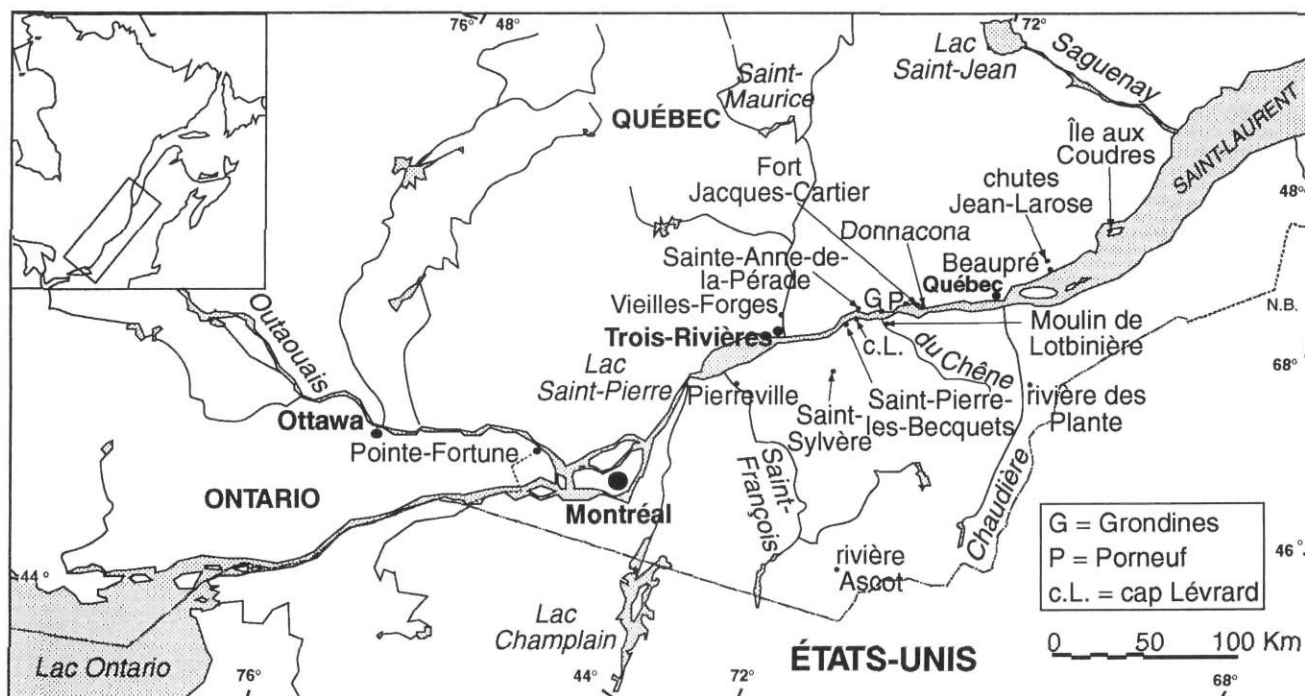 76°
48°
72°
Lac
Saint-Jean
Saguenay
Saint-
Maurice
QUÉBEC
Île aux
Coudres
SAINT-LAURENT
48°
Fort
Jacques-Cartier
chutes
Jean-Larose
Donnacona
Sainte-Anne-de-
la-Pérade
Beaupré
Québec
G P
Vieilles-Forges
N.B.
Outaouais
Trois-Rivières
c.L.
Moulin de
Lotbinière
du Chêne
68°
Lac
Saint-Pierre
Pierreville
Saint-
Sylvère
Saint-Pierre-
les-Becquets
rivière des
Plante
Ottawa
Pointe-Fortune
Saint-
François
Chaudière
ONTARIO
Montréal
G = Grondines
P = Porneuf
c.L. = cap Lévrard
46°
44°
rivière
Ascot
Lac
Champlain
0 50 100 Km
Lac Ontario
ÉTATS-UNIS
76°
44°
72°
68°